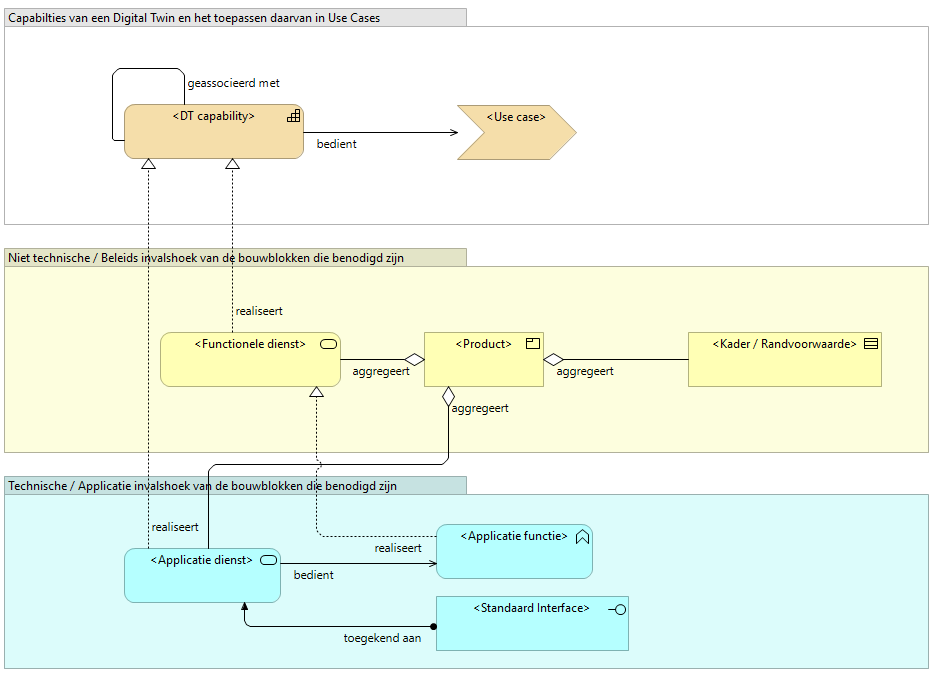 Capabilties van een Digital Twin en het toepassen daarvan in Use Cases
geassocieerd met
<DT capability>
<Use case>
bedient
Niet technische / Beleids invalshoek van de bouwblokken die benodigd zijn
realiseert
<Functionele dienst>
<Product>
<Kader / Randvoorwaarde>
aggregeert
aggregeert
aggregeert
Technische / Applicatie invalshoek van de bouwblokken die benodigd zijn
realiseert
<Applicatie functie>
realiseert
<Applicatie dienst>
bedient
<Standaard Interface>
toegekend aan